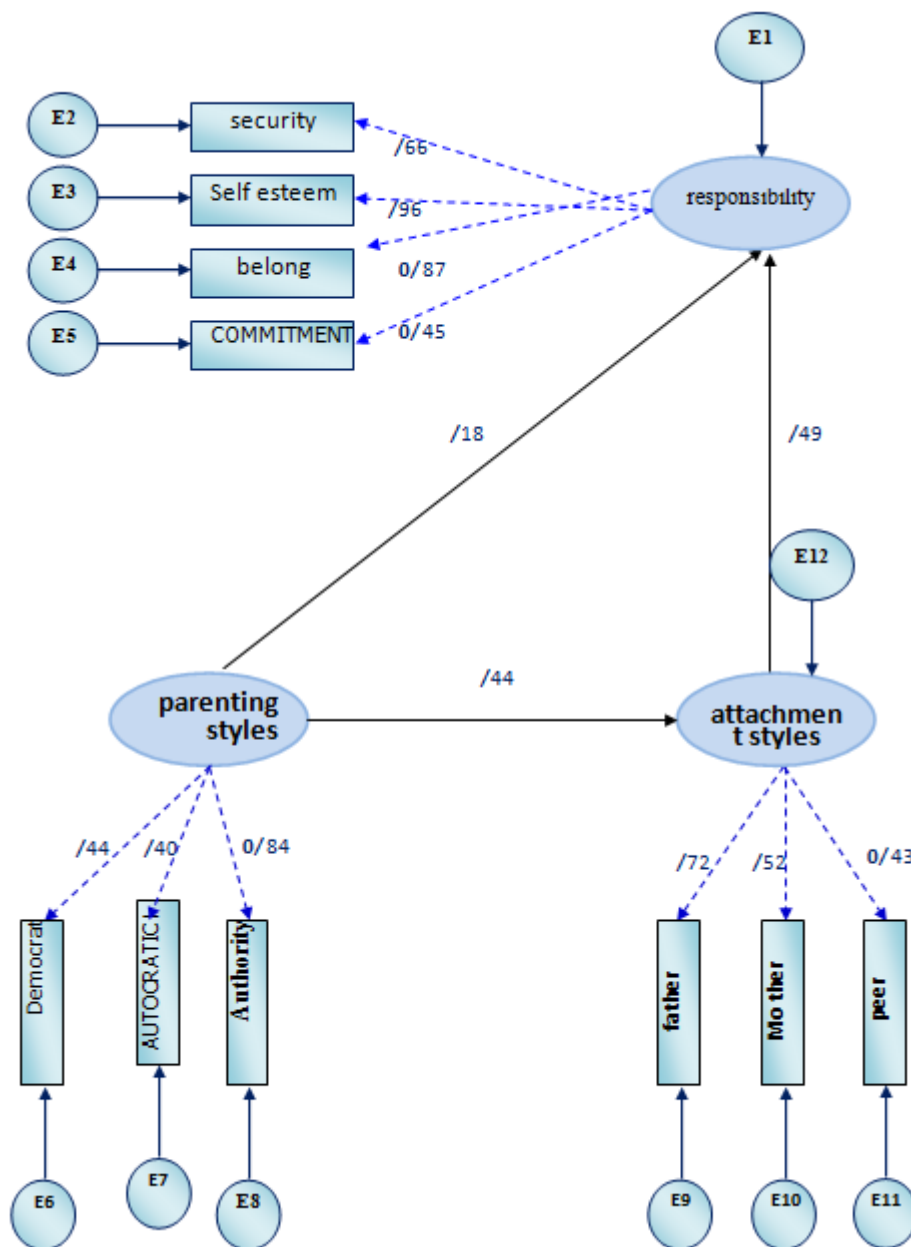 E1
E2
security
/66
E3
Self esteem
/96
responsibility
E4
belong
0/87
E5
COMMITMENT
0/45
/18
/49
E12
/44
parenting
styles
attachmen
t styles
/44
/40
0/84
/72
/52
0/43
Democrat
AUTOCRATIC
Authority
father
Mo ther
peer
E6
E7
E8
E9
E10
E11